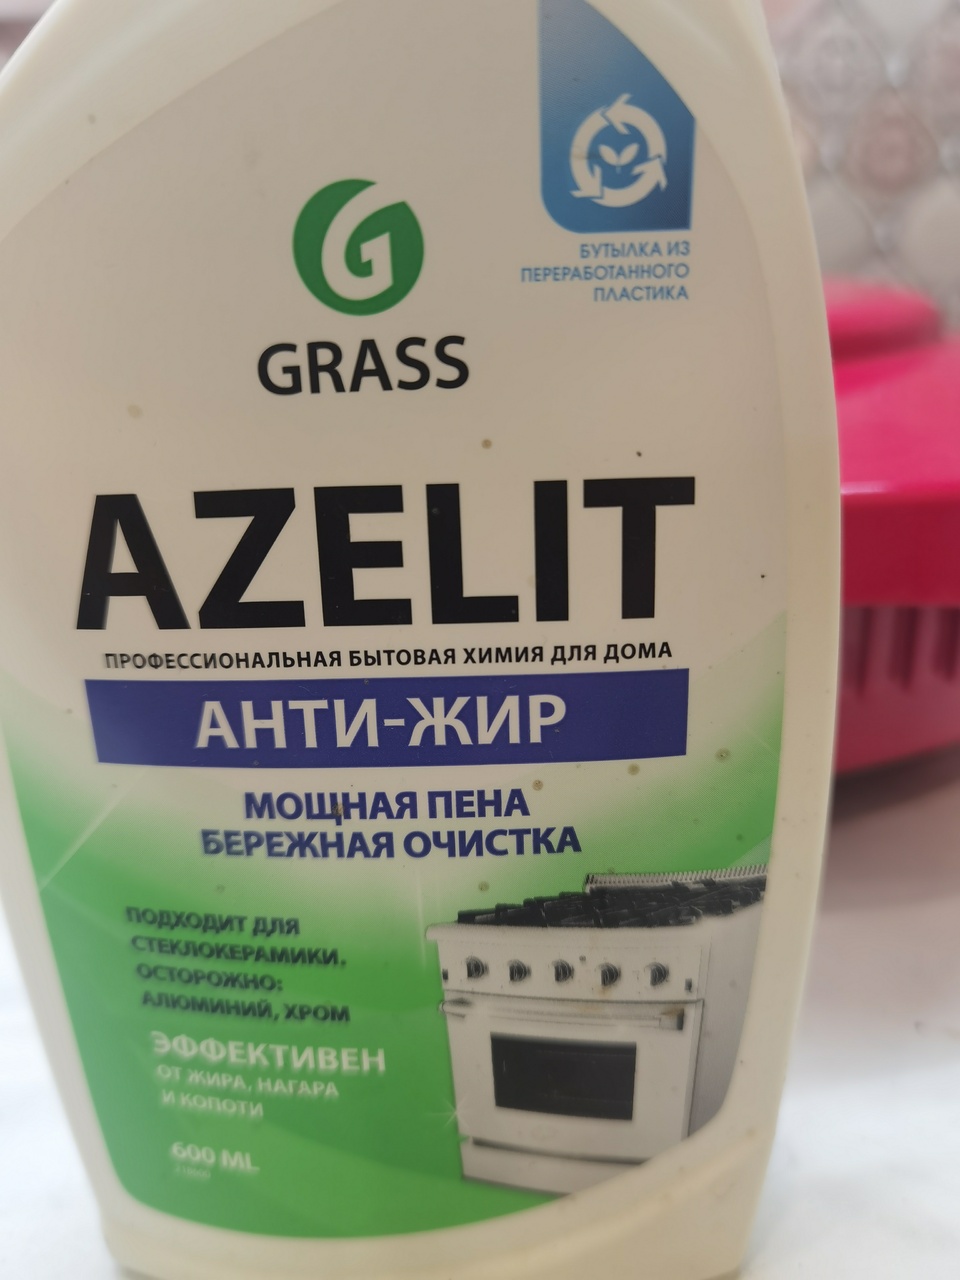 БУТЫЛКА ИЗ
ПЕРЕРАБОТАННОГО
ПЛАСТИКА
GRASS
AZELIT
ПРОФЕССИОНАЛЬНАЯ БЫТОВАЯ ХИМИЯ ДЛЯ ДОМА
АНТИ-ЖИР
МОЩНАЯ ПЕНА
БЕРЕЖНАЯ ОЧИСТКА
ПОДХОДИТ ДЛЯ
СТЕКЛОКЕРАМИКИ.
ОСТОРОЖНО:
АЛЮМИНИЙ, ХРОМ
ЭФФЕКТИВЕН
ОТ ЖИРА, НАГАРА
И КОПОТИ
600 ML